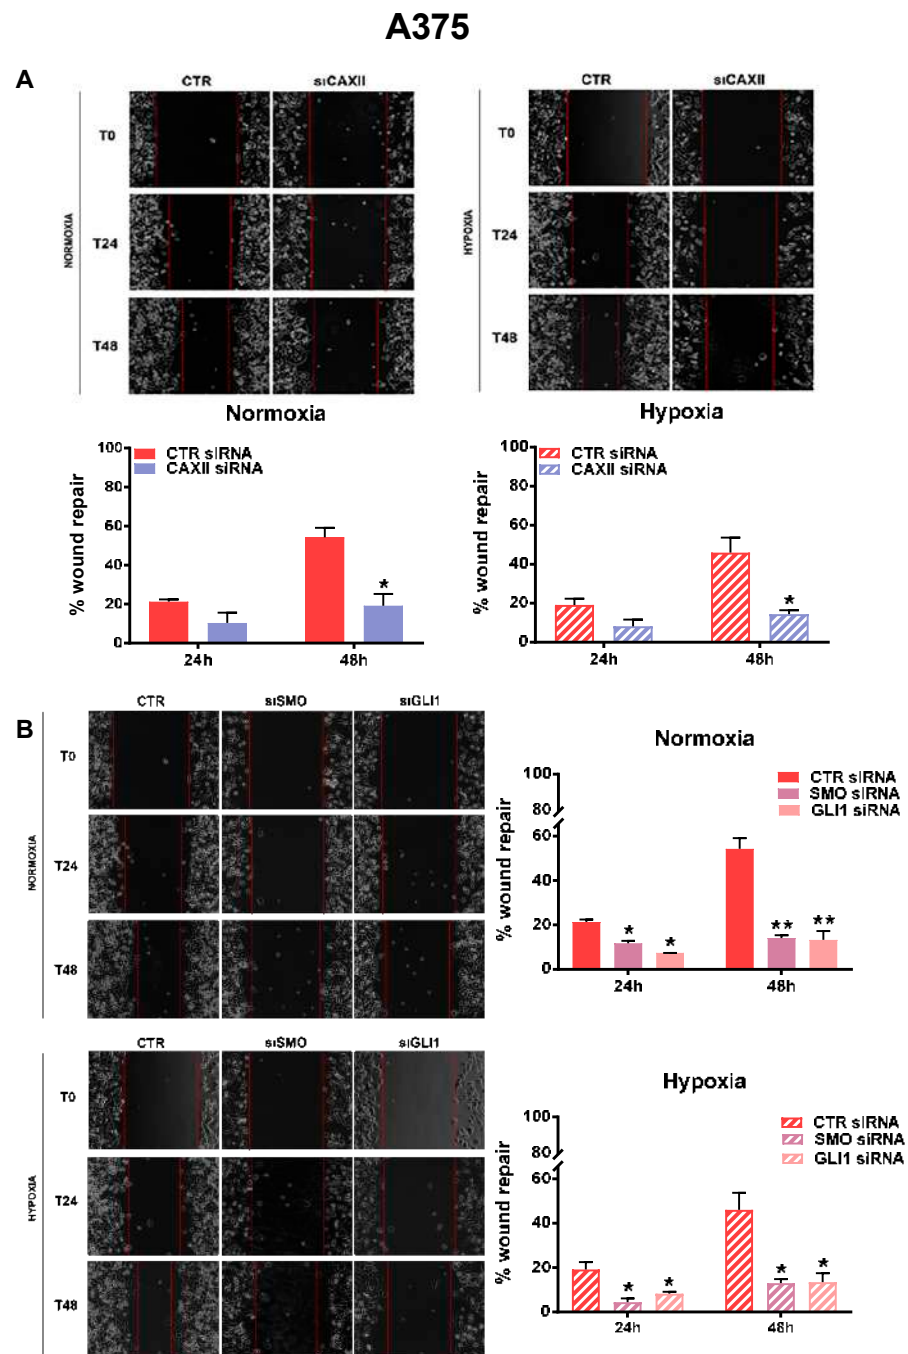 A375
A
CTR siCAXII
CTR siCAXII
NORMOXIA
T0
T24
T48
HYPOXIA
T0
T24
T48
Normoxia
% wound repair
100
80
60
40
20
0
CTR siRNA
CAXII siRNA
*
24h 48h
Hypoxia
% wound repair
100
80
60
40
20
0
CTR siRNA
CAXII siRNA
*
24h 48h
B
CTR siSMO siGLI1
NORMOXIA
T0
T24
T48
Normoxia
% wound repair
100
80
60
40
20
0
CTR siRNA
SMO siRNA
GLI1 siRNA
* * ** **
24h 48h
CTR siSMO siGLI1
HYPOXIA
T0
T24
T48
Hypoxia
% wound repair
100
80
60
40
20
0
CTR siRNA
SMO siRNA
GLI1 siRNA
* * * *
24h 48h